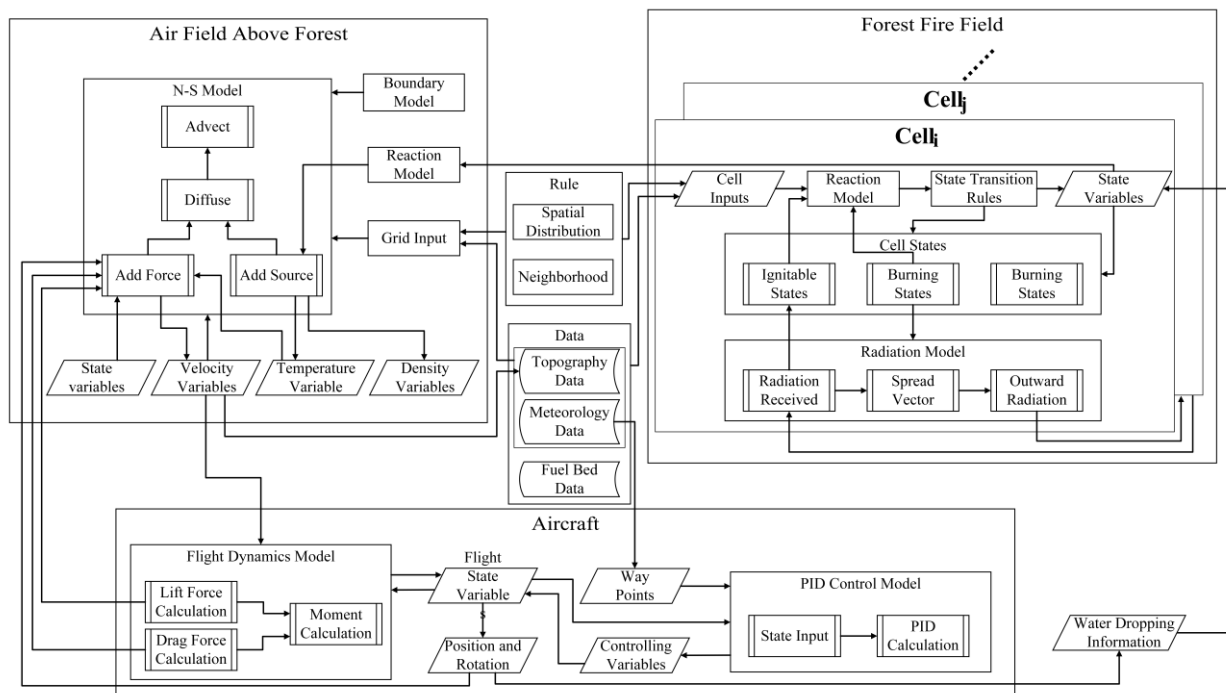 Air Field Above Forest
N-S Model
Advect
Diffuse
Add Force
Add Source
Boundary
Model
Reaction
Model
Grid Input
State
variables
Velocity
Variables
Temperature
Variable
Density
Variables
Rule
Spatial
Distribution
Neighborhood
Data
Topography
Data
Meteorology
Data
Fuel Bed
Data
Forest Fire Field
Cellj
Celli
Cell
Inputs
Reaction
Model
State Transition
Rules
State
Variables
Cell States
Ignitable
States
Burning
States
Burning
States
Radiation Model
Radiation
Received
Spread
Vector
Outward
Radiation
Aircraft
Flight Dynamics Model
Lift Force
Calculation
Drag Force
Calculation
Moment
Calculation
Flight
State
Variable
s
Position and
Rotation
Way
Points
Controlling
Variables
PID Control Model
State Input
PID
Calculation
Water Dropping
Information